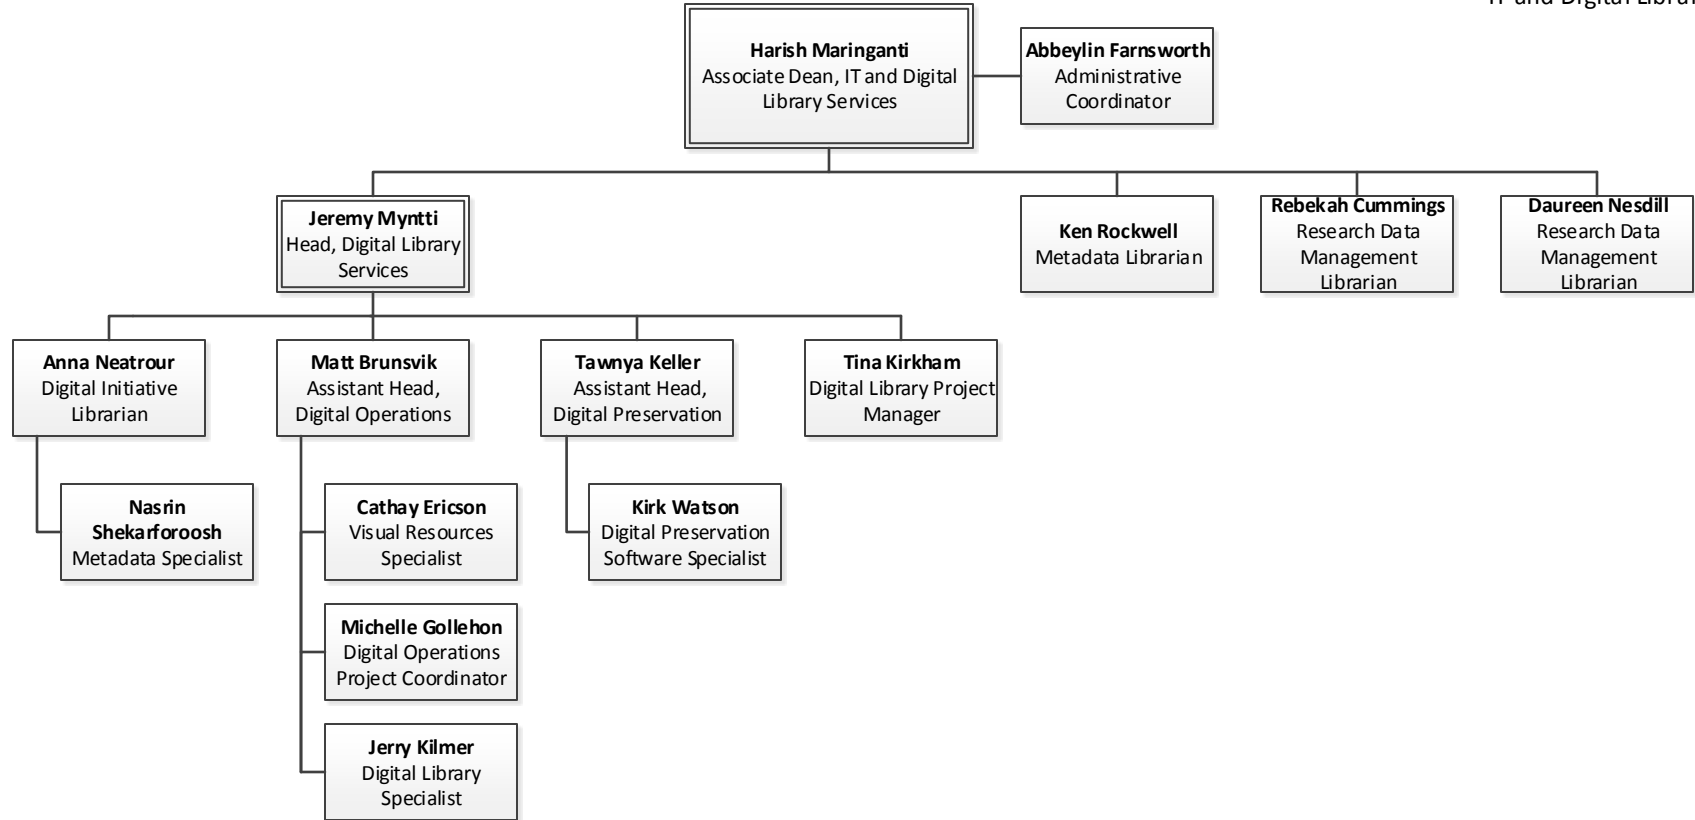 IT and Digital Librar
Harish Maringanti
Associate Dean, IT and Digital
Library Services
Abbeylin Farnsworth
Administrative
Coordinator
Jeremy Myntti
Head, Digital Library
Services
Ken Rockwell
Metadata Librarian
Rebekah Cummings
Research Data
Management
Librarian
Daureen Nesdill
Research Data
Management
Librarian
Anna Neatrour
Digital Initiative
Librarian
Matt Brunsvik
Assistant Head,
Digital Operations
Tawnya Keller
Assistant Head,
Digital Preservation
Tina Kirkham
Digital Library Project
Manager
Nasrin
Shekarforoosh
Metadata Specialist
Cathay Ericson
Visual Resources
Specialist
Kirk Watson
Digital Preservation
Software Specialist
Michelle Gollehon
Digital Operations
Project Coordinator
Jerry Kilmer
Digital Library
Specialist